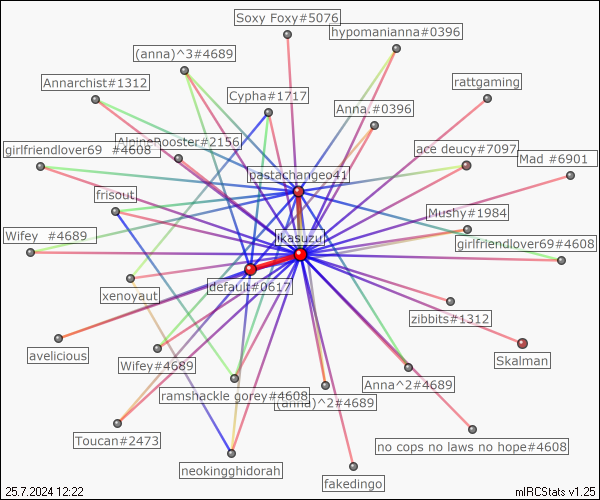 Soxy Foxy#5076
hypomanianna#0396
(anna)^3#4689
Annarchist#1312
rattgaming
Cypha#1717
Anna.#0396
AlpineRooster#2156
girlfriendlover69 #4608
ace deucy#7097
Mad #6901
pastachangeo41
frisout
Mushy#1984
Wifey #4689
ikasuzu
girlfriendlover69#4608
default#0617
xenoyaut
zibbits#1312
avelicious
Wifey#4689
Skalman
Anna^2#4689
ramshackle gorey#4608
(anna)^2#4689
Toucan#2473
no cops no laws no hope#4608
neokingghidorah
fakedingo
25.7.2024 12:22
mIRCStats v1.25